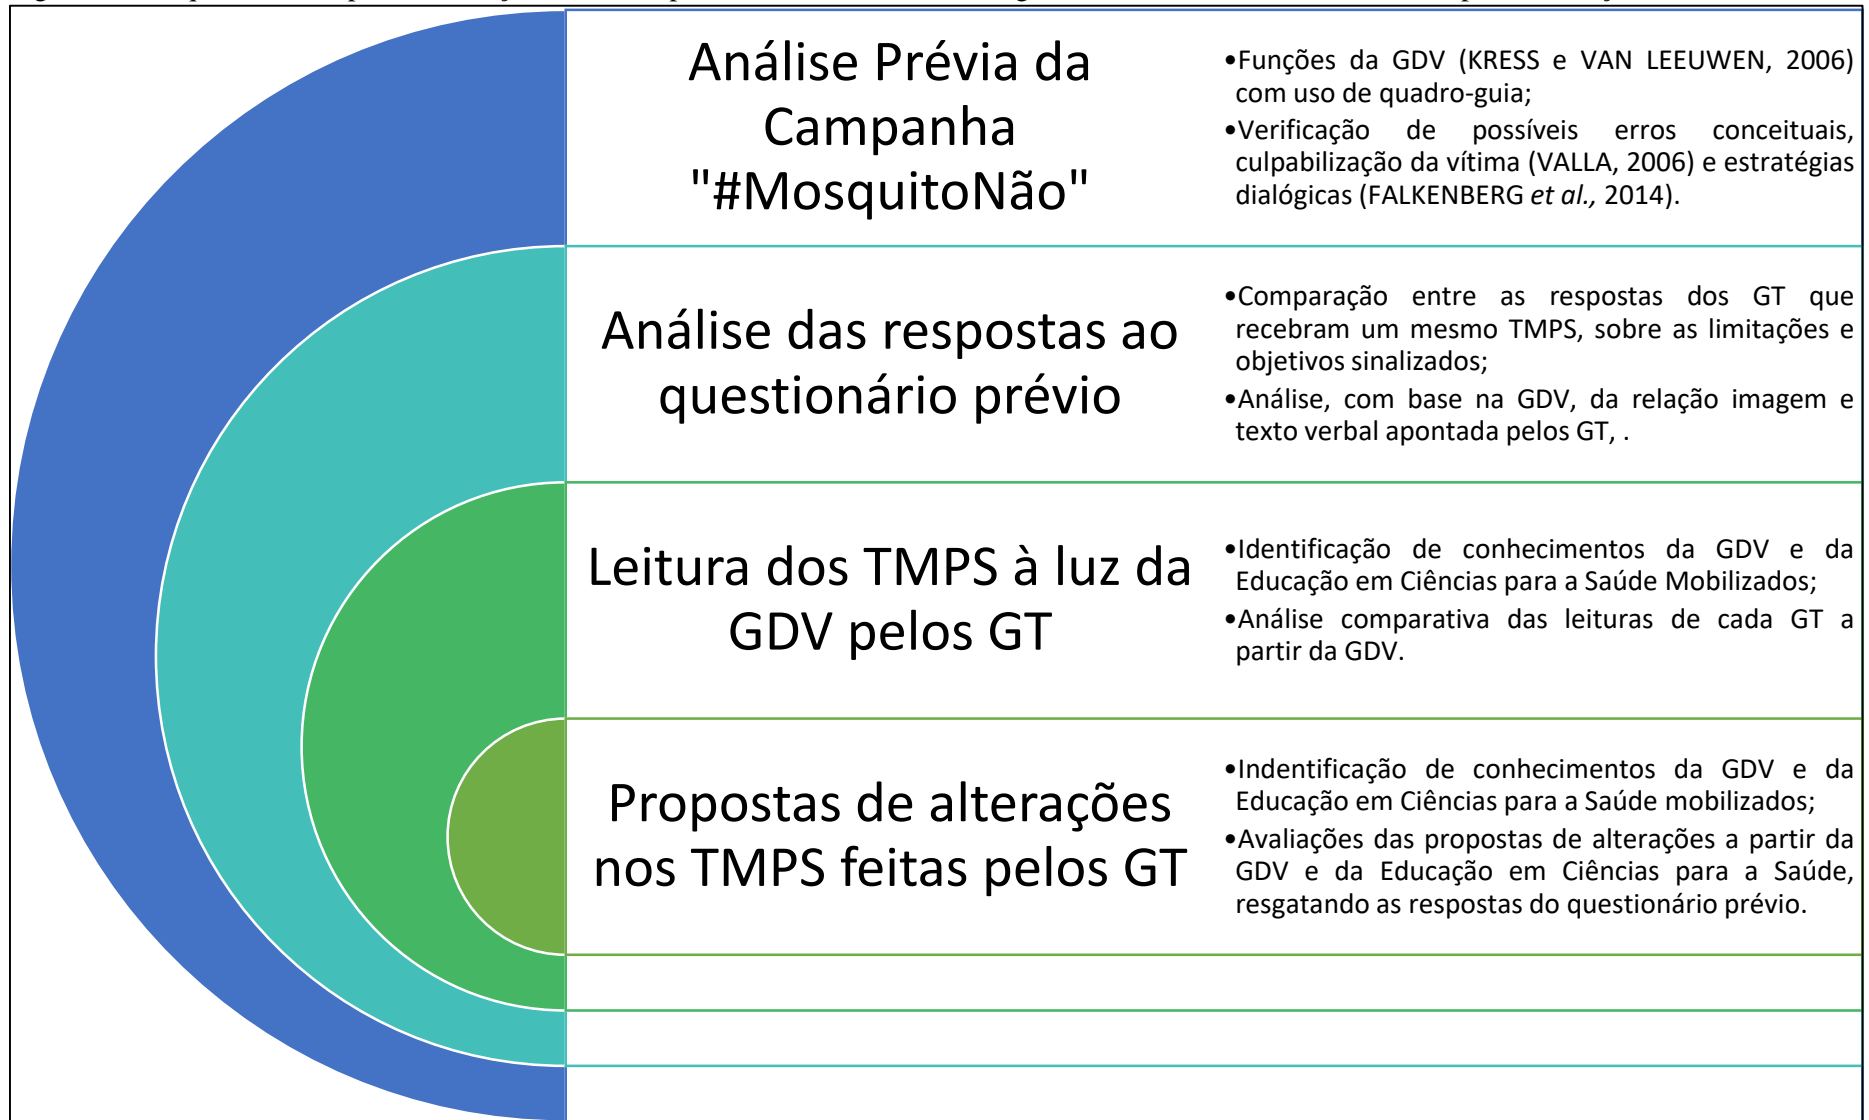 Análise Prévia da
Campanha
"#MosquitoNão"
•Funções da GDV (KRESS e VAN LEEUWEN, 2006)
com uso de quadro-guia;
•Verificação de possíveis erros conceituais,
culpabilização da vítima (VALLA, 2006) e estratégias
dialógicas (FALKENBERG et al., 2014).
Análise das respostas ao
questionário prévio
•Comparação entre as respostas dos GT que
recebram um mesmo TMPS, sobre as limitações e
objetivos sinalizados;
•Análise, com base na GDV, da relação imagem e
texto verbal apontada pelos GT, .
Leitura dos TMPS à luz da
GDV pelos GT
•Identificação de conhecimentos da GDV e da
Educação em Ciências para a Saúde Mobilizados;
•Análise comparativa das leituras de cada GT a
partir da GDV.
Propostas de alterações
nos TMPS feitas pelos GT
•Indentificação de conhecimentos da GDV e da
Educação em Ciências para a Saúde mobilizados;
•Avaliações das propostas de alterações a partir da
GDV e da Educação em Ciências para a Saúde,
resgatando as respostas do questionário prévio.